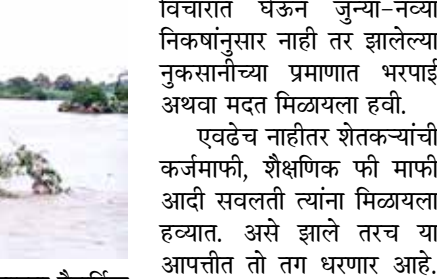 विचारात घेऊन जुन्या-नव्या
निकषांनुसार नाही तर झालेल्या
नुकसानीच्या प्रमाणात भरपाई
अथवा मदत मिळायला हवी.
एवढेच नाहीतर शेतकऱ्यांची
कर्जमाफी, शैक्षणिक फी माफी
आदी सवलती त्यांना मिळायला
हव्यात. असे झाले तरच या
आपत्तीत तो तग धरणार आहे.